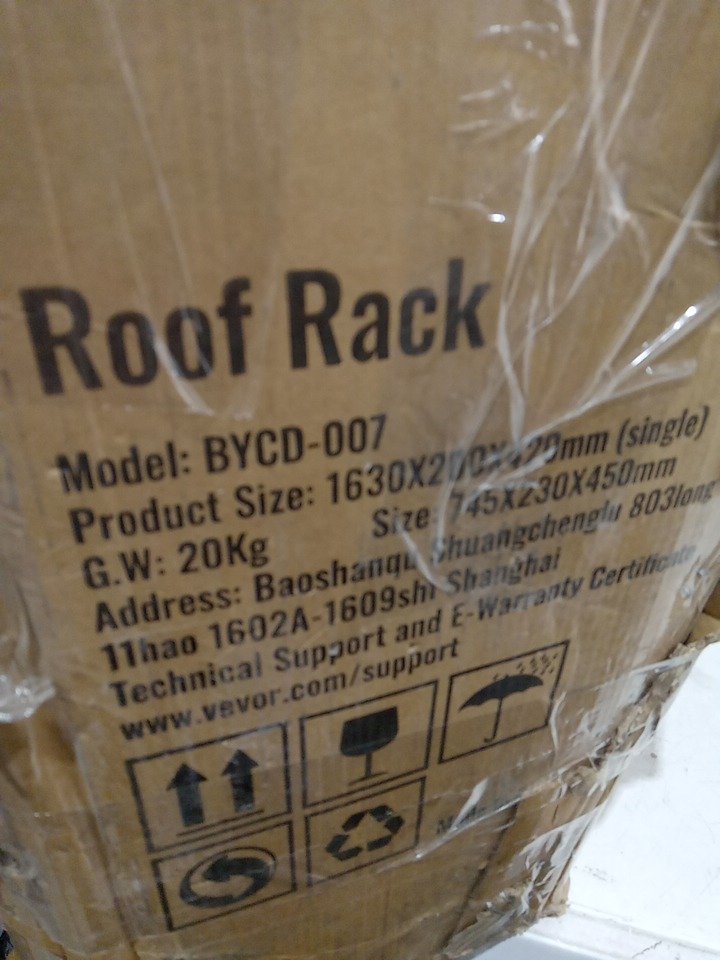 Roof Rack
Model: BYCD-007
Product Size: 1630X200X420mm (single)
G.W: 20Kg Size 745X230X450mm
Address: Baoshanqu Shuangchenglu 803long
11hao 1602A-1609shi Shanghai
Technical Support and E-Warranty Certificate
www.vevor.com/support